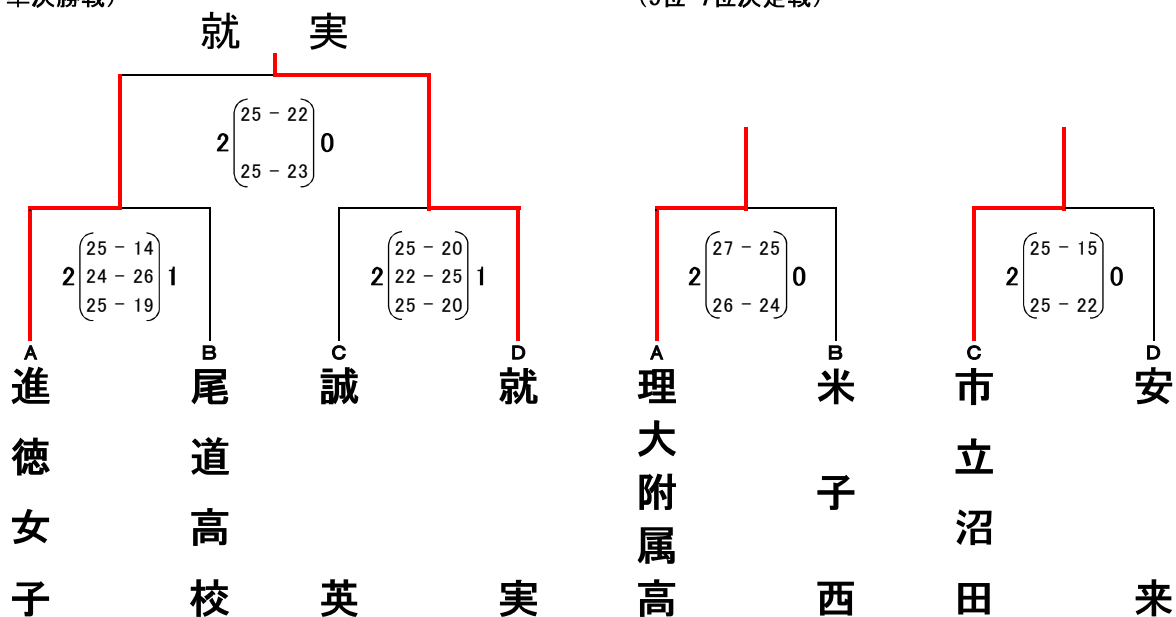 就 実
2 25 - 22 0
25 - 23
25 - 14
2 24 - 26 1
25 - 19
25 - 20
2 22 - 25 1
25 - 20
27 - 25
2 0
26 - 24
25 - 15
2 0
25 - 22
A B C D A B C D
進徳女子
尾道高校
誠英
就実
理大附属高
米子西
市立沼田
安来